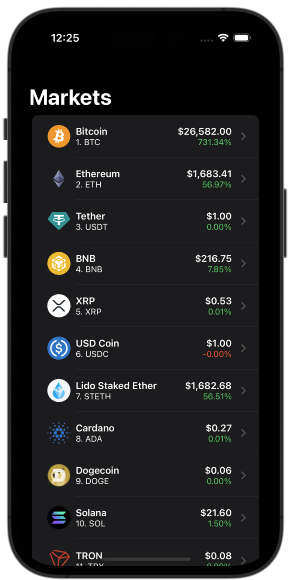 12:25
Markets
Bitcoin $26,582.00
1. BTC 731.34%
Ethereum $1,683.41
2. ETH 56.97%
Tether $1.00
3. USDT 0.00%
BNB $216.75
4. BNB 7.85%
XRP $0.53
5. XRP 0.01%
USD Coin $1.00
6. USDC -0.00%
Lido Staked Ether $1,682.68
7. STETH 56.51%
Cardano $0.27
8. ADA 0.01%
Dogecoin $0.06
9. DOGE 0.00%
Solana $21.60
10. SOL 1.50%
TRON $0.08
11. TRX 0.00%